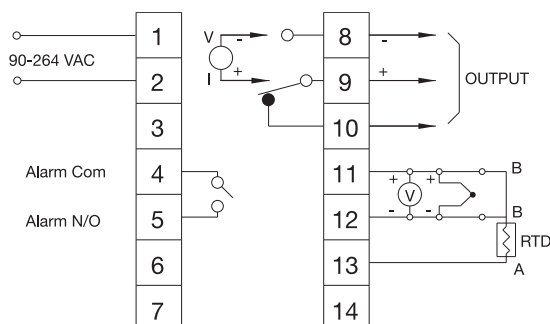 1 V - 8 -
90-264 VAC
2 I + 9 + OUTPUT
3 10
Alarm Com 4 11 + + B
V
Alarm N/O 5 12 - - B
RTD
6 13 A
7 14